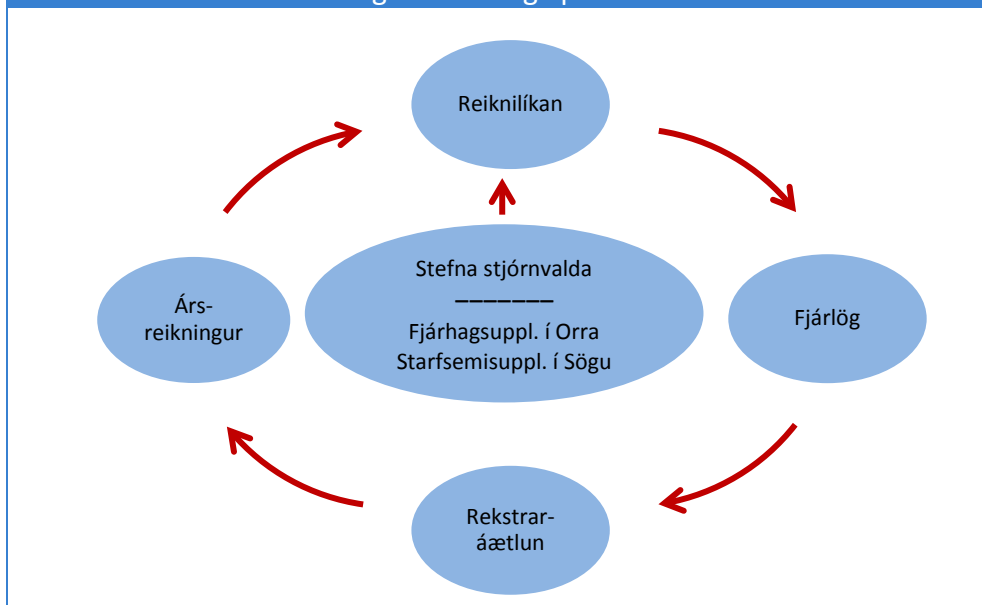 Reiknilíkan
Stefna stjórnvalda
–––––––
Fjárhagsuppl. í Orra
Starfsemisuppl. í Sögu
Árs-
reikningur
Fjárlög
Rekstrar-
áætlun